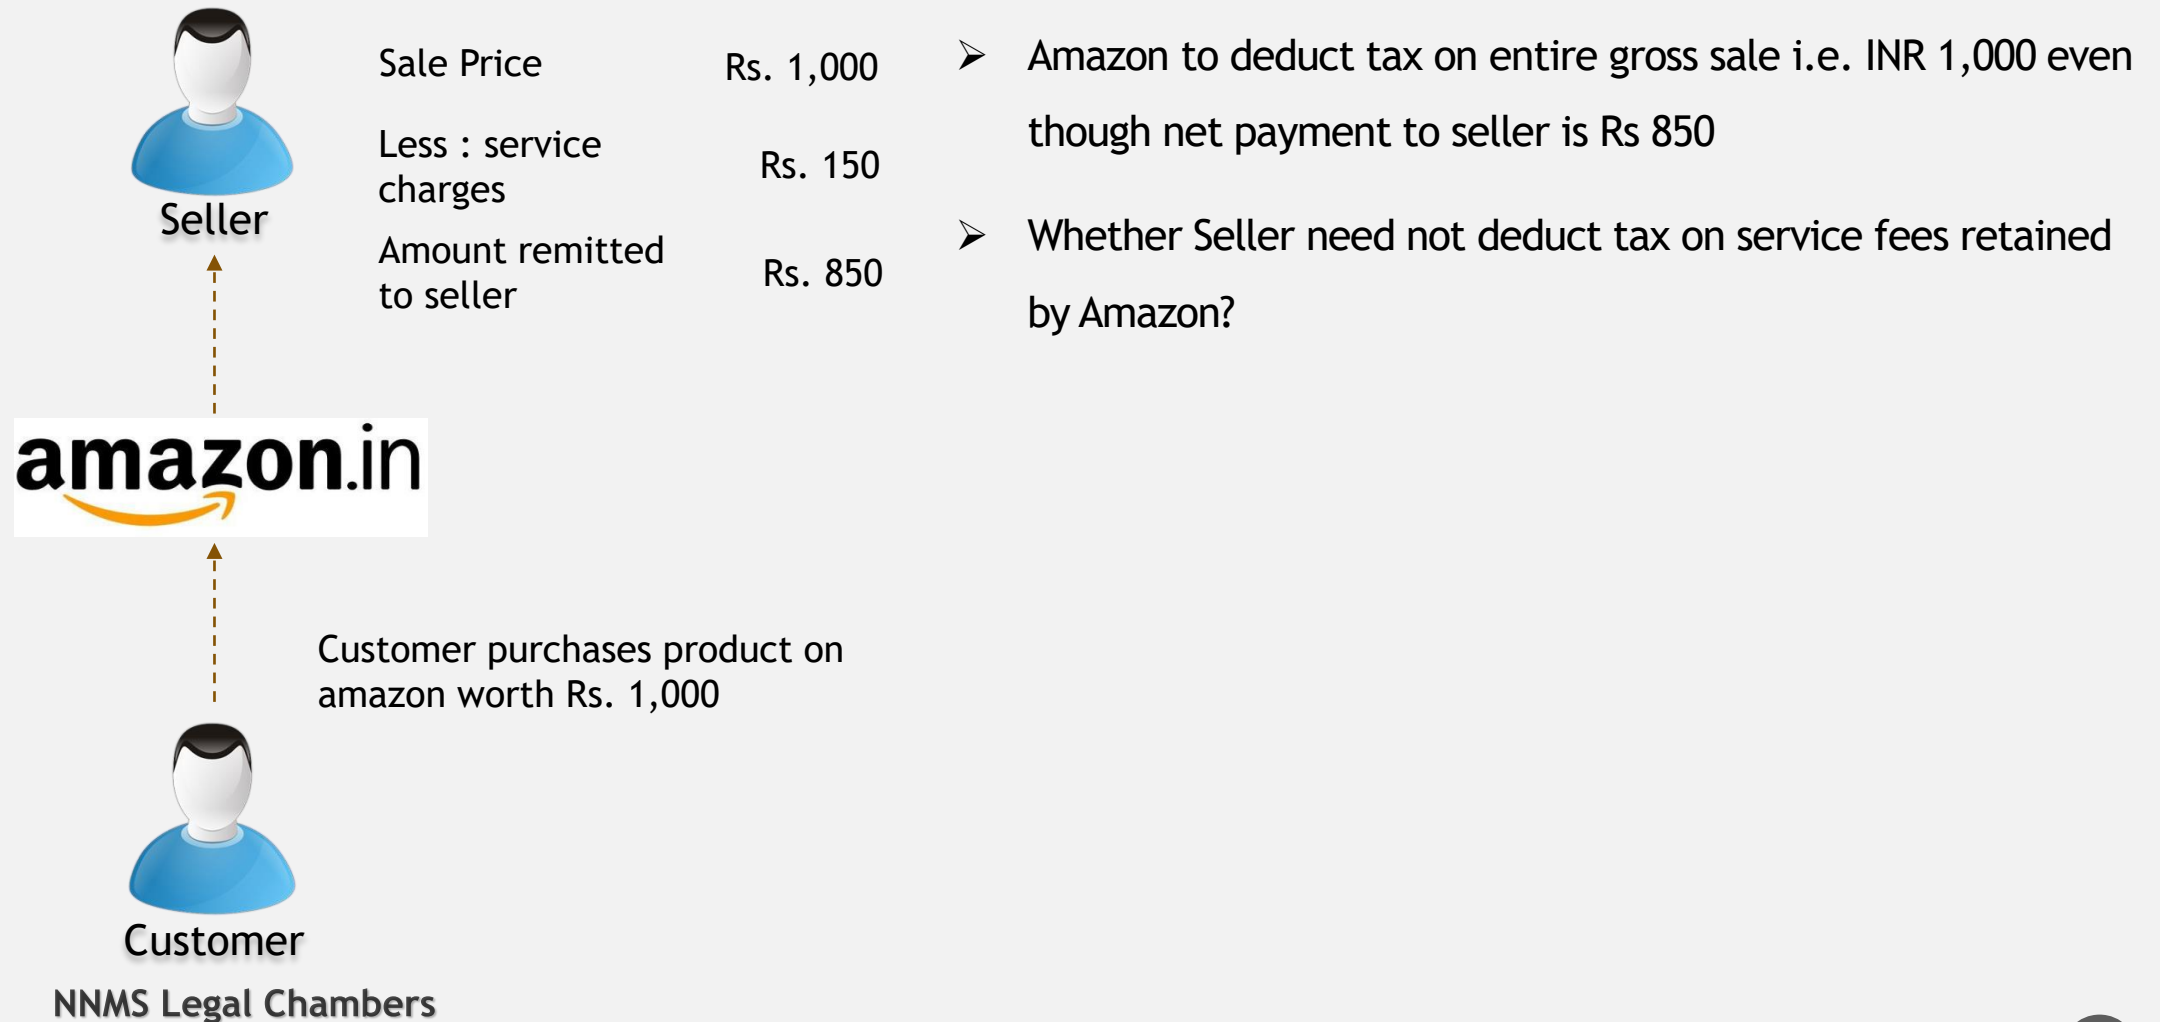 Seller
Sale Price Rs. 1,000
Less : service
charges Rs. 150
Amount remitted
to seller Rs. 850
➢ Amazon to deduct tax on entire gross sale i.e. INR 1,000 even
though net payment to seller is Rs 850
➢ Whether Seller need not deduct tax on service fees retained
by Amazon?
amazon.in
Customer purchases product on
amazon worth Rs. 1,000
Customer
NNMS Legal Chambers